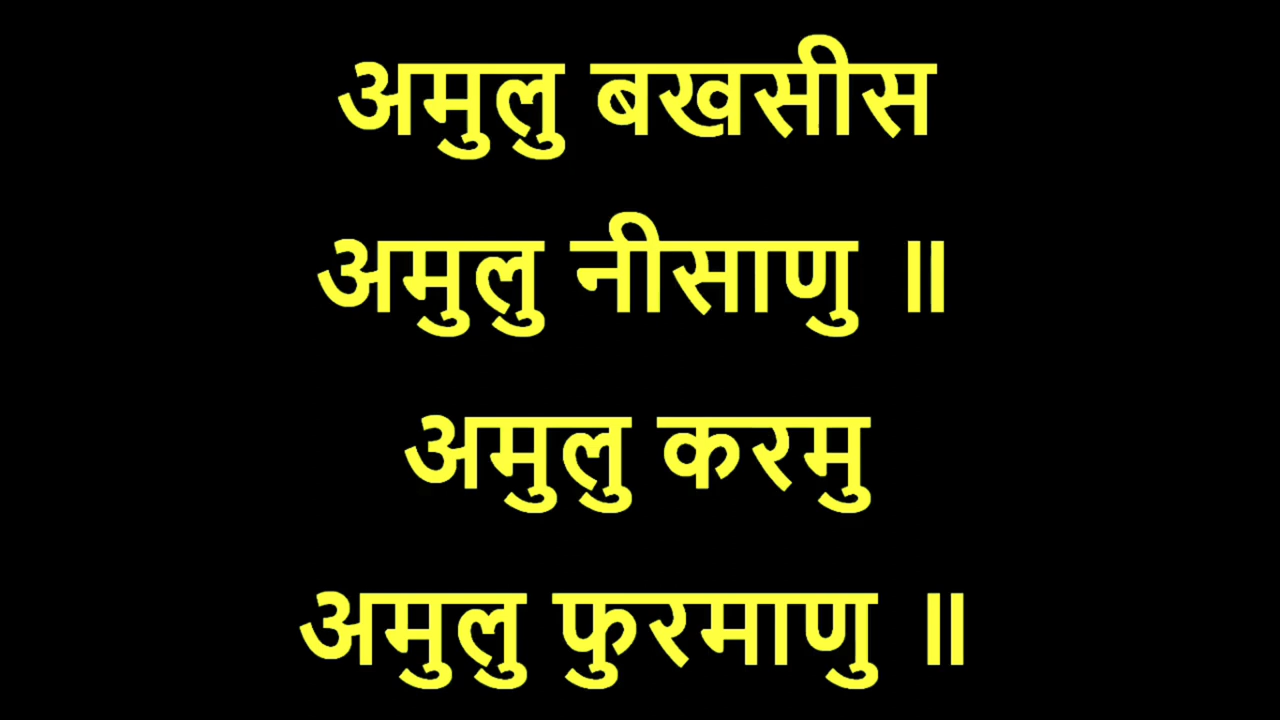 अमुलु बखसीस
अमुलु नीसाणु ॥
अमुलु करमु
अमुलु फुरमाणु ॥